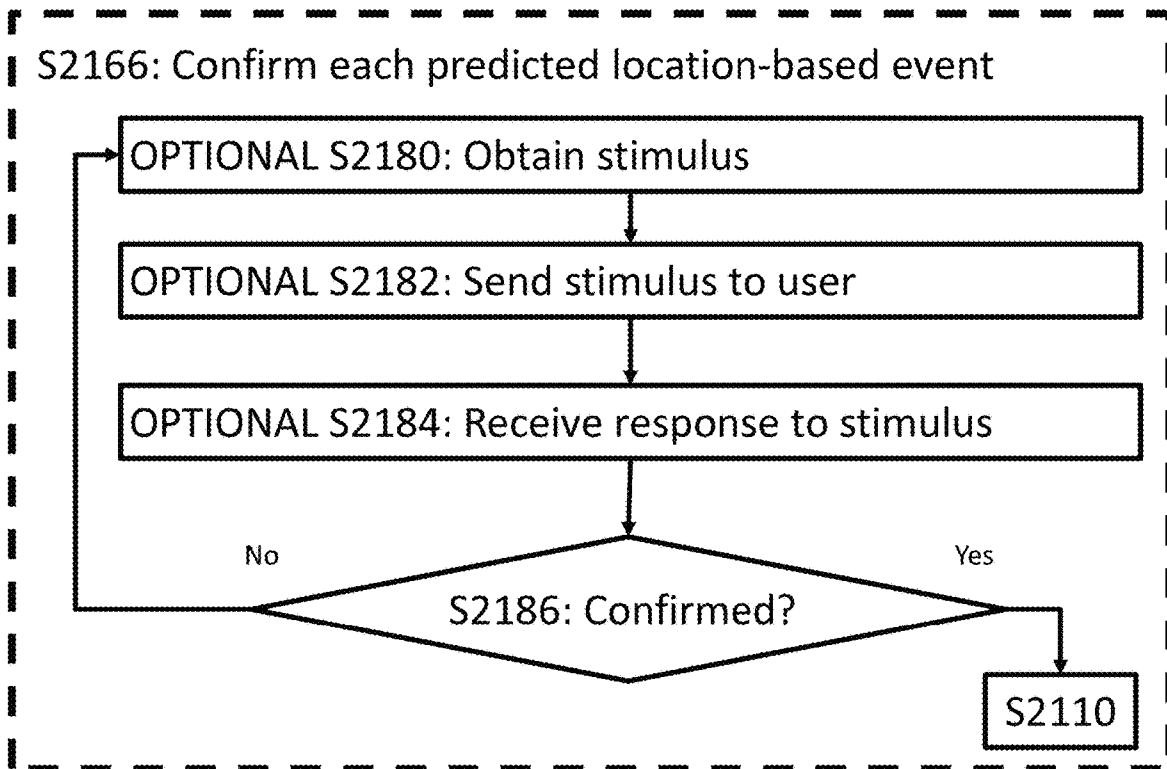 S2166: Confirm each predicted location-based event
OPTIONAL S2180: Obtain stimulus
OPTIONAL S2182: Send stimulus to user
OPTIONAL S2184: Receive response to stimulus
No
Yes
S2186: Confirmed?
S2110